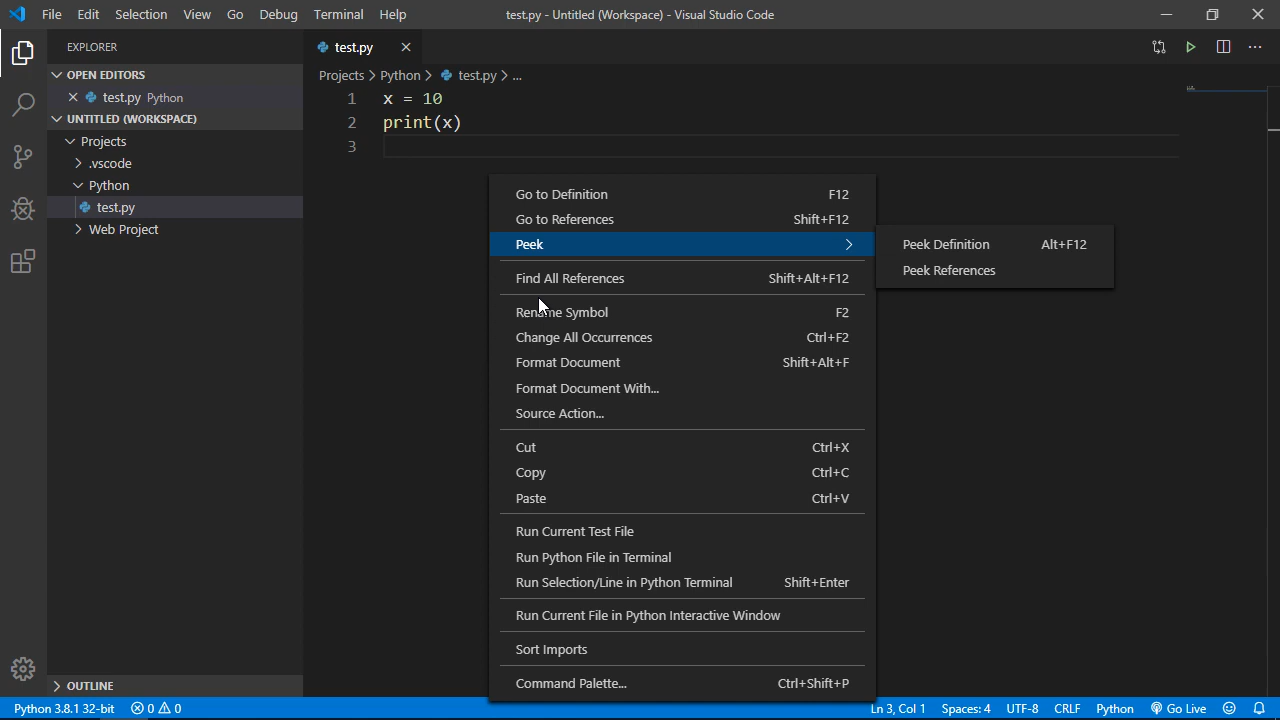 File Edit Selection View Go Debug Terminal Help test.py - Untitled (Workspace) - Visual Studio Code
EXPLORER
OPEN EDITORS
test.py Python
UNTITLED (WORKSPACE)
Projects
.vscode
Python
test.py
Web Project
OUTLINE
test.py
Projects > Python > test.py > ...
1 x = 10
2 print(x)
3
Go to Definition F12
Go to References Shift+F12
Peek
Peek Definition Alt+F12
Peek References
Find All References Shift+Alt+F12
Rename Symbol F2
Change All Occurrences Ctrl+F2
Format Document Shift+Alt+F
Format Document With...
Source Action...
Cut Ctrl+X
Copy Ctrl+C
Paste Ctrl+V
Run Current Test File
Run Python File in Terminal
Run Selection/Line in Python Terminal Shift+Enter
Run Current File in Python Interactive Window
Sort Imports
Command Palette... Ctrl+Shift+P
Python 3.8.1 32-bit 0 0 Ln 3, Col 1 Spaces: 4 UTF-8 CRLF Python Go Live